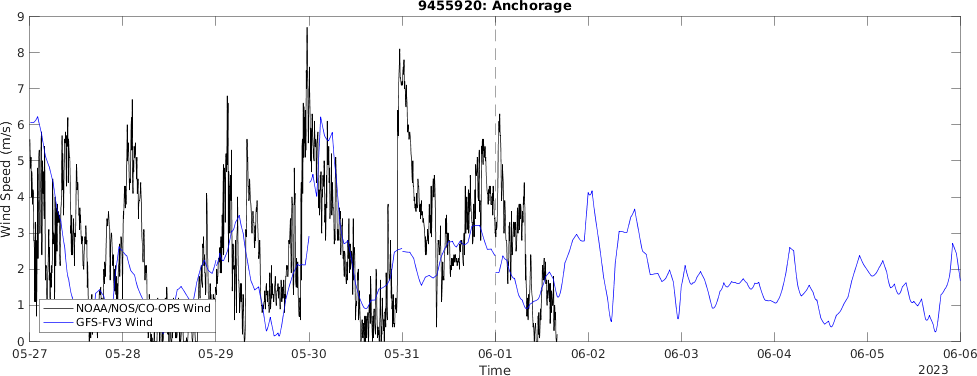 9455920: Anchorage
9
8
7
6
5
4
3
2
1
0
Wind Speed (m/s)
NOAA/NOS/CO-OPS Wind
GFS-FV3 Wind
05-27 05-28 05-29 05-30 05-31 06-01 06-02 06-03 06-04 06-05 06-06
Time
2023